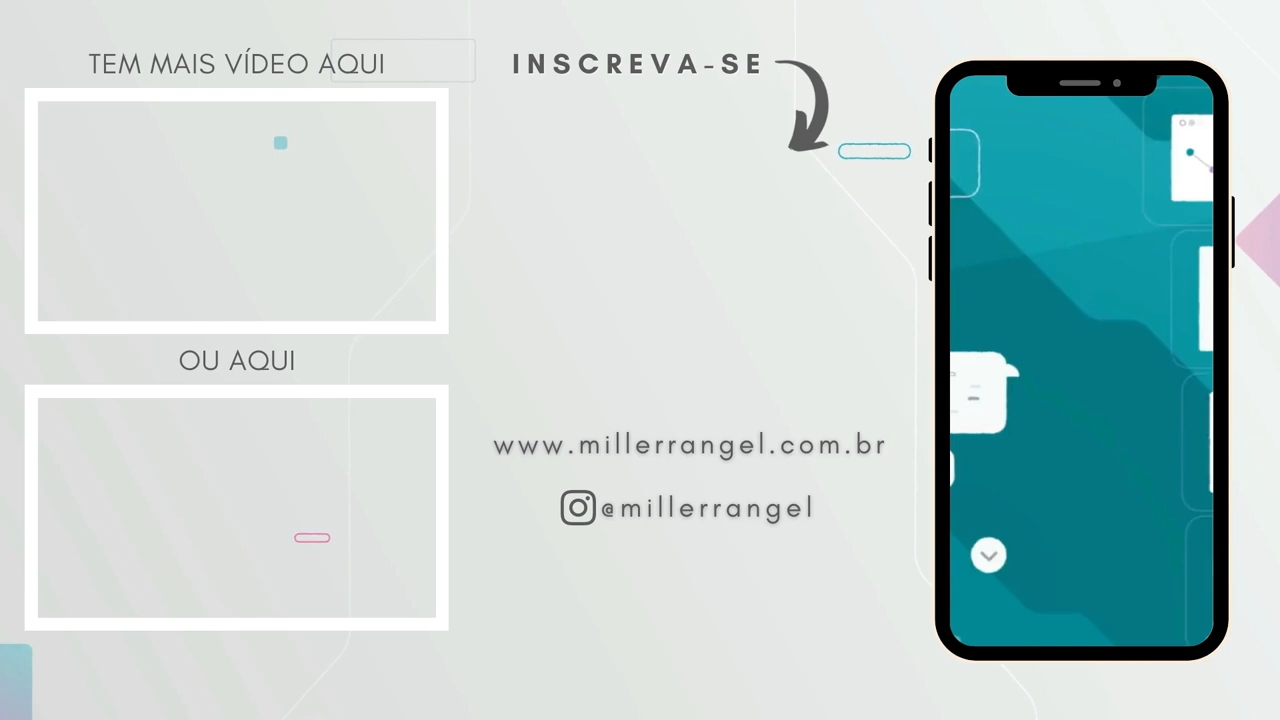 TEM MAIS VÍDEO AQUI
INSCREVA-SE
OU AQUI
www.millerrangel.com.br
@millerrangel